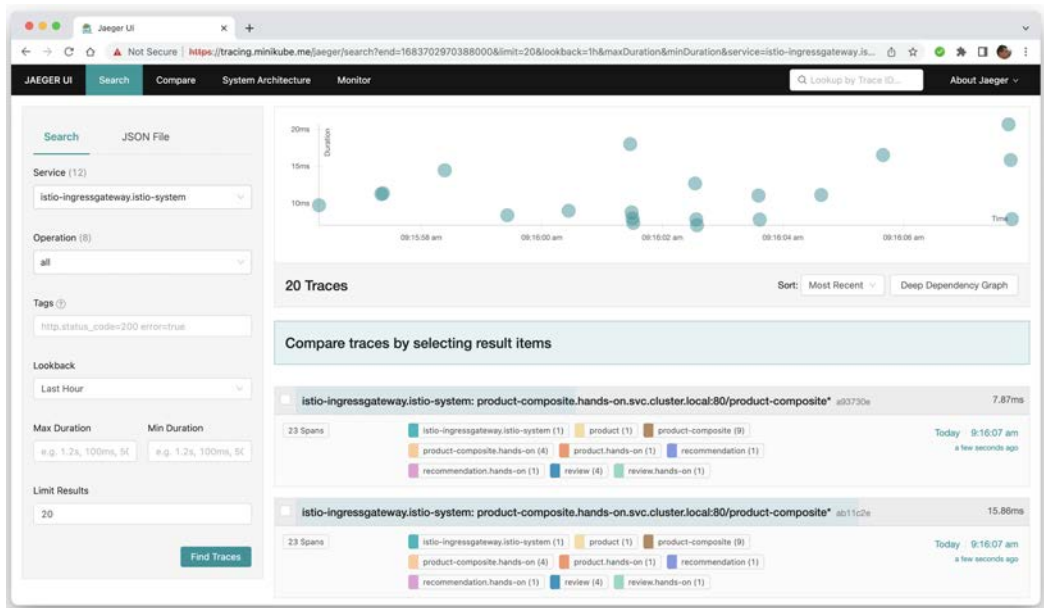 Jaeger UI
Not Secure | https://tracing.minikube.me/jaeger/search?end=1683702970388000&limit=20&lookback=1h&maxDuration&minDuration&service=istio-ingressgateway.is...
JAEGER UI Search Compare System Architecture Monitor Lookup by Trace ID... About Jaeger
Search JSON File
Service (12)
istio-ingressgateway.istio-system
Operation (8)
all
Tags
http.status_code=200 error=true
Lookback
Last Hour
Max Duration Min Duration
e.g. 1.2s, 100ms, 50 e.g. 1.2s, 100ms, 50
Limit Results
20
Find Traces
Duration
20ms
15ms
10ms
Time
09:15:58 am 09:16:00 am 09:16:02 am 09:16:04 am 09:16:06 am
20 Traces Sort: Most Recent Deep Dependency Graph
Compare traces by selecting result items
istio-ingressgateway.istio-system: product-composite.hands-on.svc.cluster.local:80/product-composite* a93730e 7.87ms
23 Spans istio-ingressgateway.istio-system (1) product (1) product-composite (9) Today 9:16:07 am
product-composite.hands-on (4) product.hands-on (1) recommendation (1) a few seconds ago
recommendation.hands-on (1) review (4) review.hands-on (1)
istio-ingressgateway.istio-system: product-composite.hands-on.svc.cluster.local:80/product-composite* ab11c2e 15.86ms
23 Spans istio-ingressgateway.istio-system (1) product (1) product-composite (9) Today 9:16:07 am
product-composite.hands-on (4) product.hands-on (1) recommendation (1) a few seconds ago
recommendation.hands-on (1) review (4) review.hands-on (1)